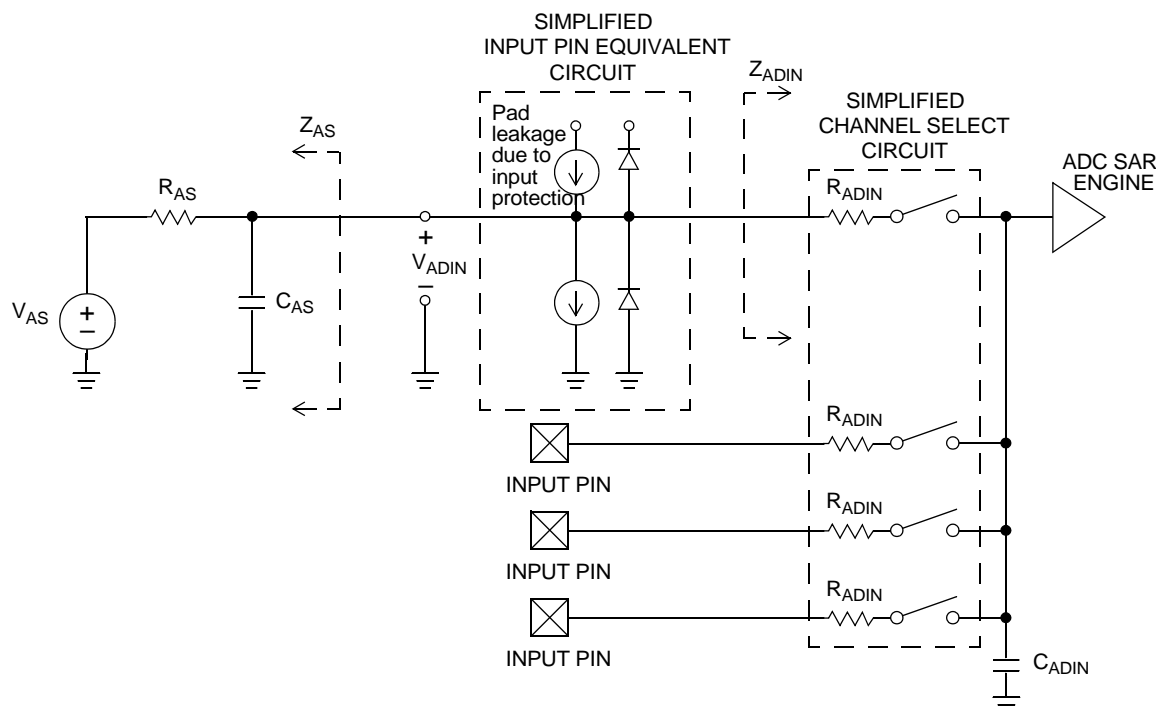 SIMPLIFIED
INPUT PIN EQUIVALENT
CIRCUIT
Z_ADIN
SIMPLIFIED
CHANNEL SELECT
CIRCUIT
Pad
leakage
due to
input
protection
Z_AS
R_AS
R_ADIN
ADC SAR
ENGINE
+
V_ADIN
–
V_AS
+
–
C_AS
R_ADIN
INPUT PIN
R_ADIN
INPUT PIN
R_ADIN
INPUT PIN
C_ADIN